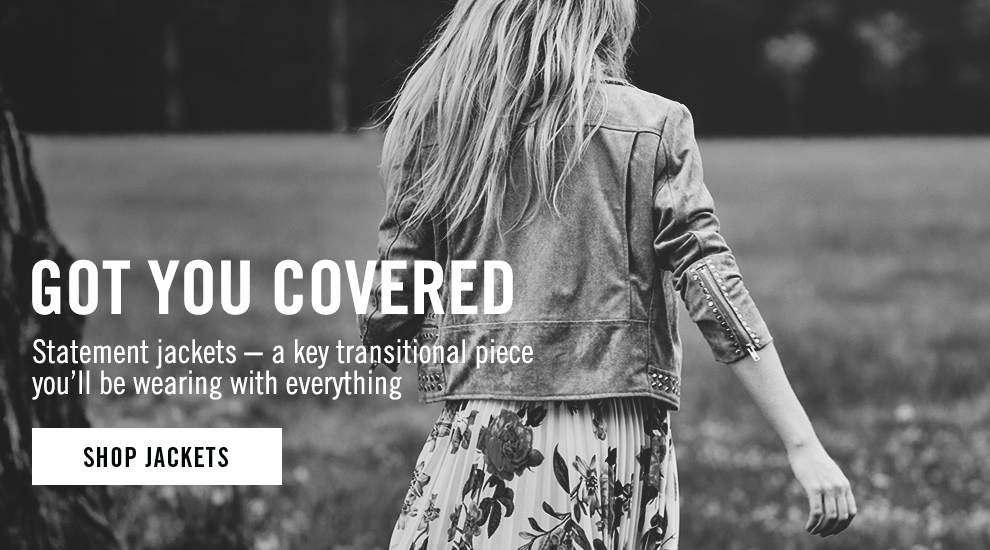 GOT YOU COVERED
Statement jackets — a key transitional piece
you’ll be wearing with everything
SHOP JACKETS